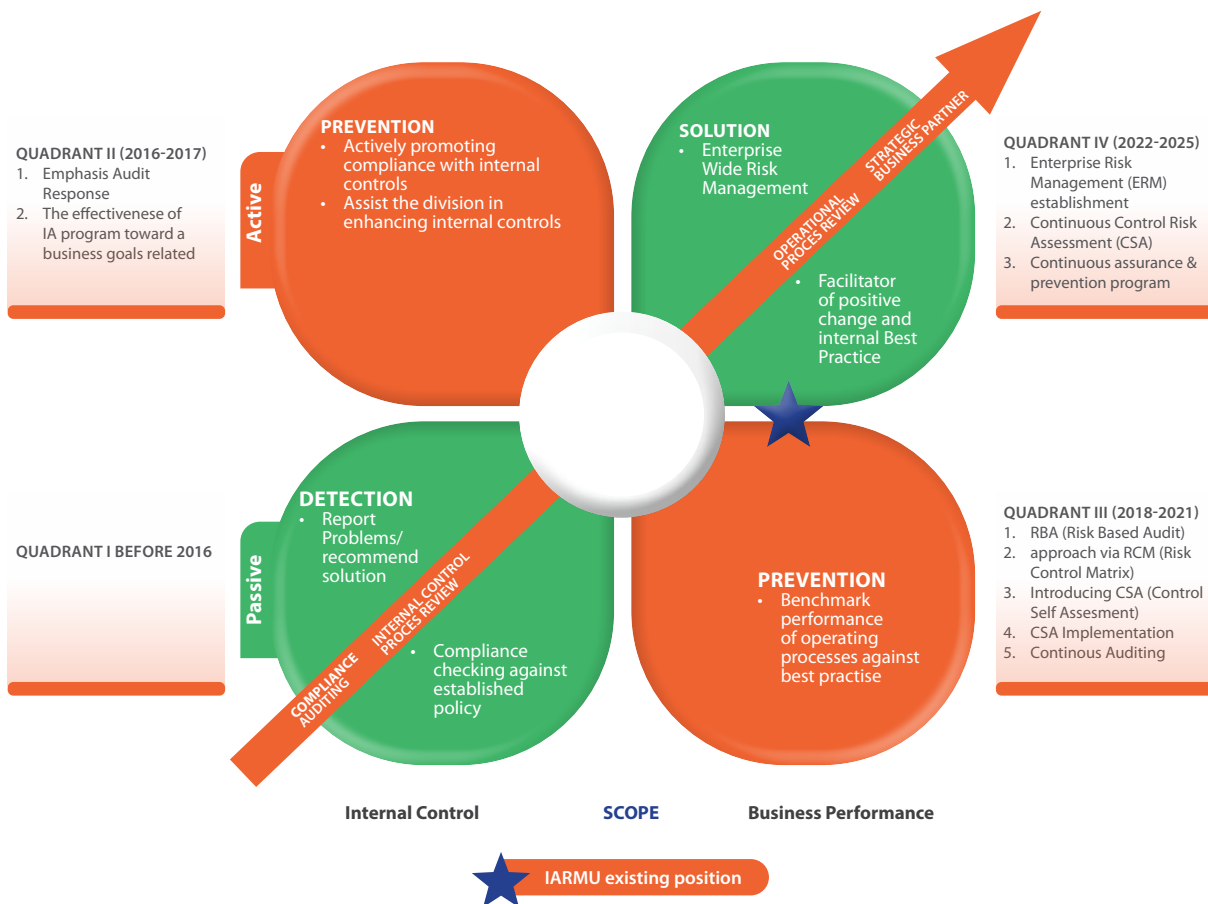 QUADRANT II (2016-2017)
1. Emphasis Audit
Response
2. The effectivenese of
IA program toward a
business goals related
Active
PREVENTION
• Actively promoting
compliance with internal
controls
• Assist the division in
enhancing internal controls
SOLUTION
• Enterprise
Wide Risk
Management
• Facilitator
of positive
change and
internal Best
Practice
OPERATIONAL
PROCES REVIEW
STRATEGIC
BUSINESS PARTNER
QUADRANT IV (2022-2025)
1. Enterprise Risk
Management (ERM)
establishment
2. Continuous Control Risk
Assessment (CSA)
3. Continuous assurance &
prevention program
QUADRANT I BEFORE 2016
Passive
DETECTION
• Report
Problems/
recommend
solution
• Compliance
checking against
established
policy
COMPLIANCE
AUDITING
INTERNAL CONTROL
PROCES REVIEW
PREVENTION
• Benchmark
performance
of operating
processes against
best practise
QUADRANT III (2018-2021)
1. RBA (Risk Based Audit)
2. approach via RCM (Risk
Control Matrix)
3. Introducing CSA (Control
Self Assesment)
4. CSA Implementation
5. Continous Auditing
Internal Control
SCOPE
Business Performance
IARMU existing position